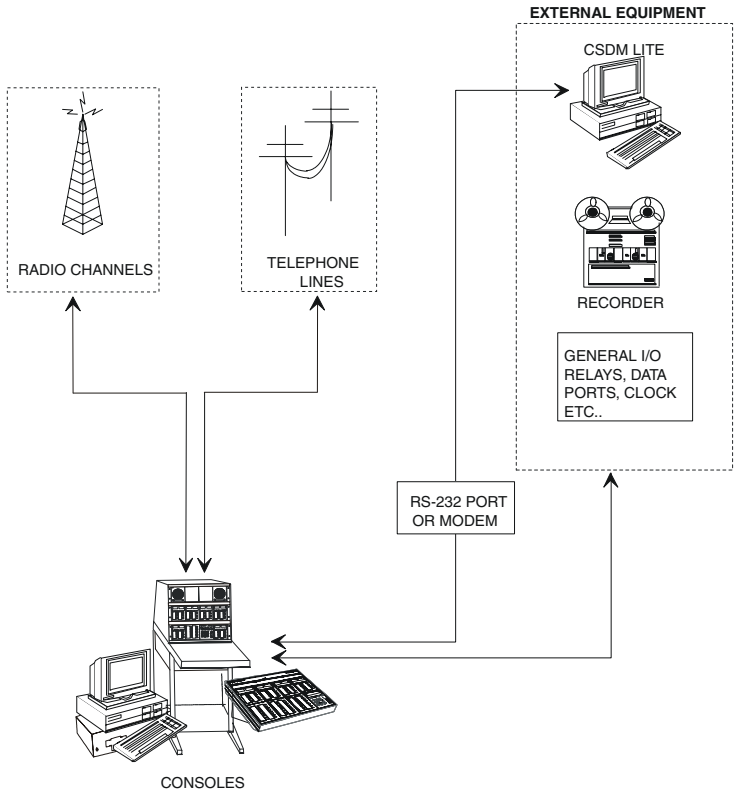 EXTERNAL EQUIPMENT
CSDM LITE
RADIO CHANNELS
TELEPHONE
LINES
RECORDER
GENERAL I/O
RELAYS, DATA
PORTS, CLOCK
ETC..
RS-232 PORT
OR MODEM
CONSOLES